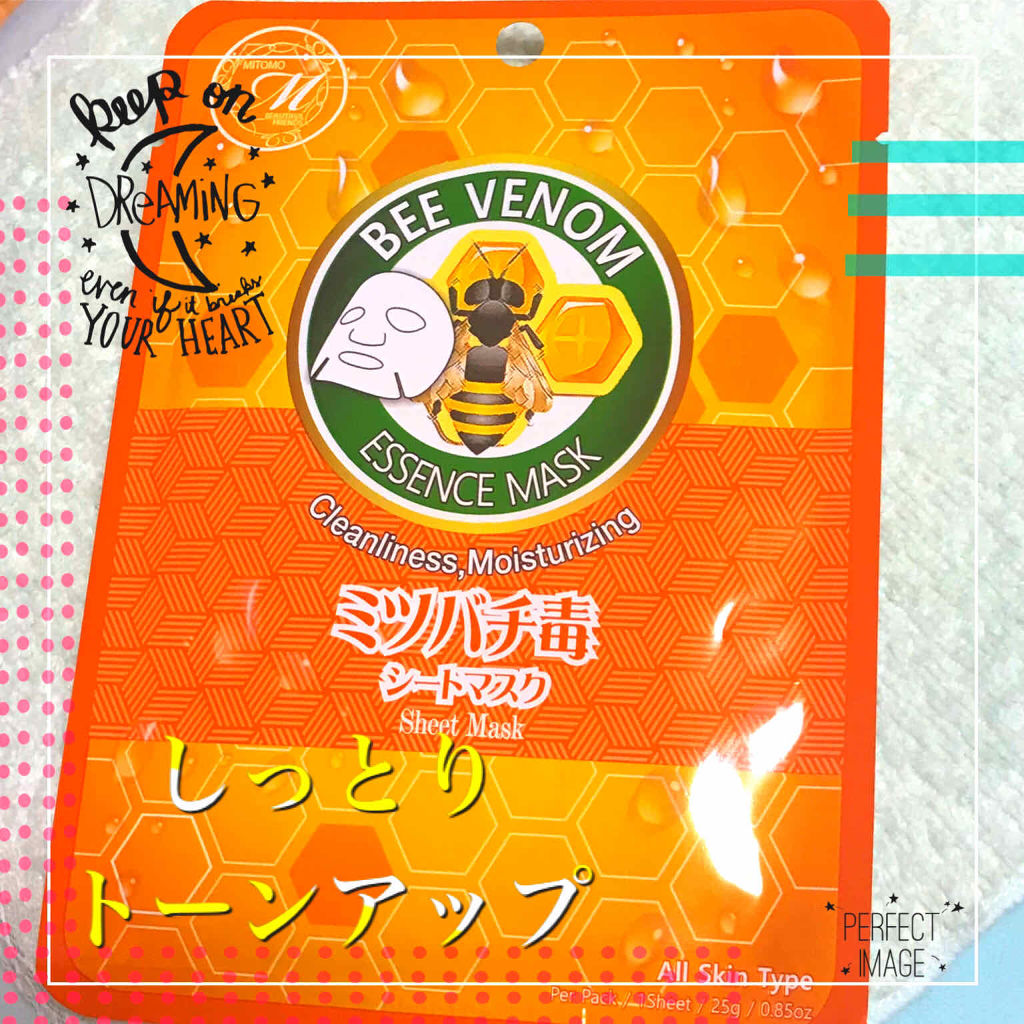 MITOMO
M
BEAUTIFUL
FRIENDS
keep on
DREAMiNG
even if it breaks
YOUR HEART
BEE VENOM
ESSENCE MASK
Cleanliness,Moisturizing
ミツバチ毒
シートマスク
Sheet Mask
しっとり
トーンアップ
PERFECT
IMAGE
All Skin Type
Per Pack / 1Sheet / 25g / 0.85oz